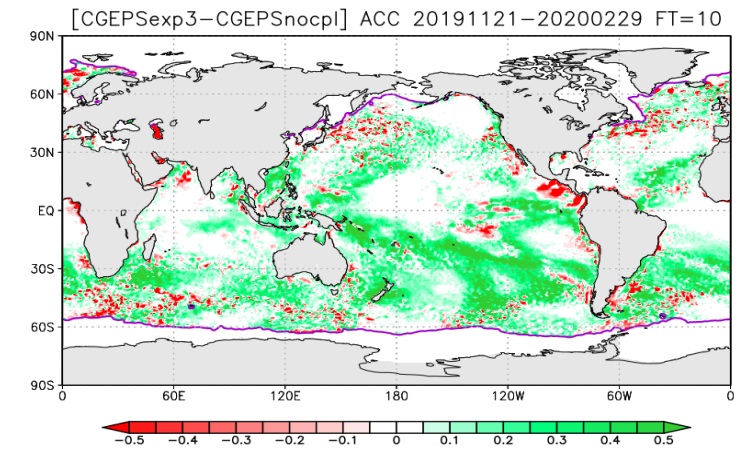 [CGEPSexp3−CGEPSnocpl] ACC 20191121−20200229 FT=10
90N
60N
30N
EQ
30S
60S
90S
0 60E 120E 180 120W 60W 0
−0.5 −0.4 −0.3 −0.2 −0.1 0 0.1 0.2 0.3 0.4 0.5